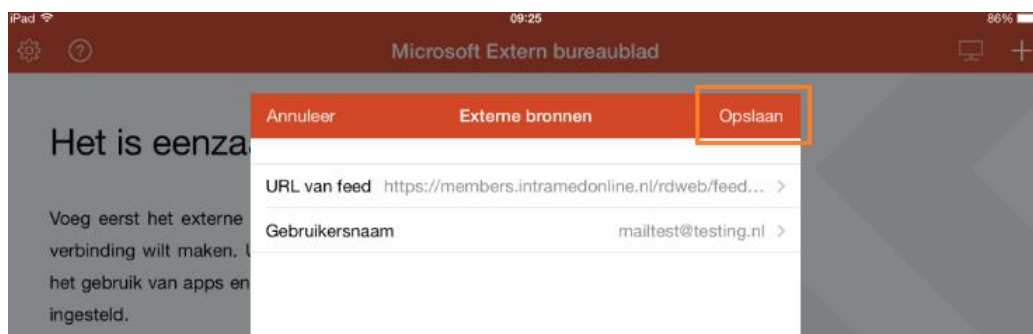 iPad 09:25 86%
Microsoft Extern bureaublad
Annuleer Externe bronnen Opslaan
Het is eenza
URL van feed https://members.intramedonline.nl/rdweb/feed...
Voeg eerst het externe
Gebruikersnaam mailtest@testing.nl
verbinding wilt maken.
het gebruik van apps en
ingesteld.